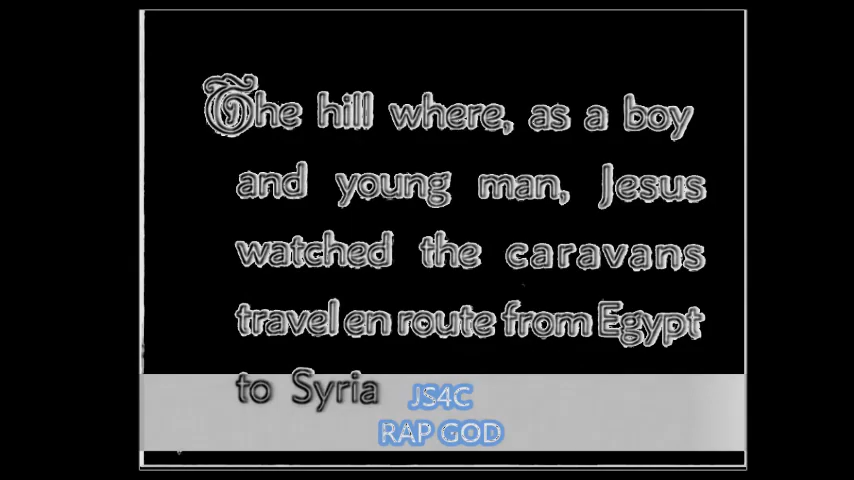 The hill where, as a boy
and young man, Jesus
watched the caravans
travel en route from Egypt
to Syria
JS4C
RAP GOD